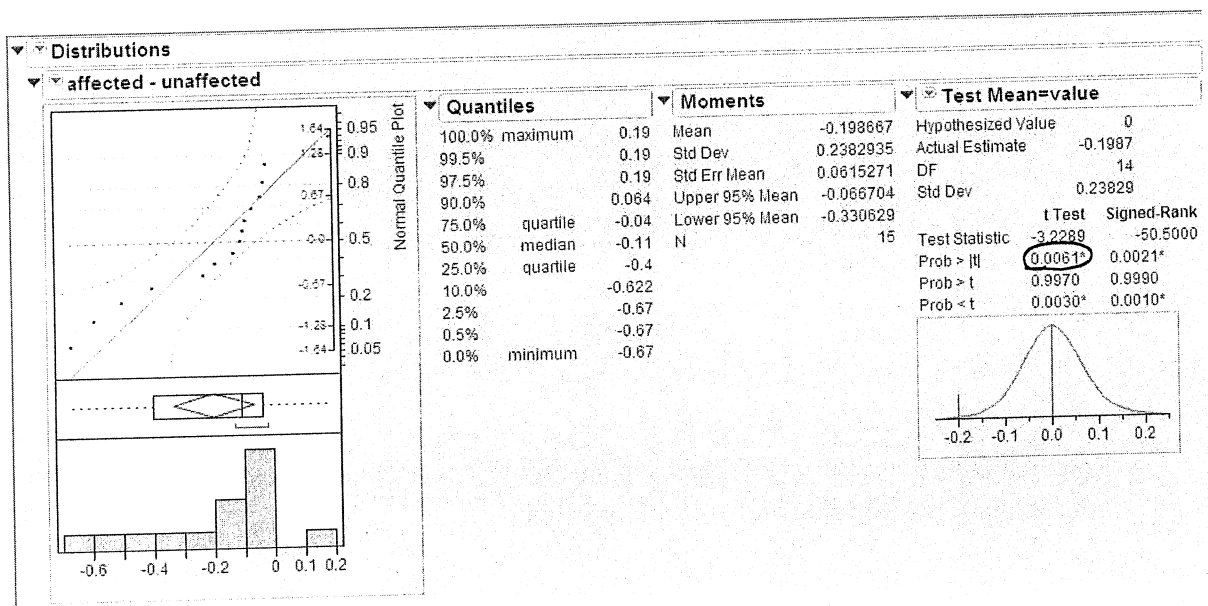 Distributions
affected - unaffected
1.64
1.28
0.67
0.0
-0.67
-1.28
-1.64
0.95
0.9
0.8
0.5
0.2
0.1
0.05
Normal Quantile Plot
-0.6 -0.4 -0.2 0 0.1 0.2
Quantiles
100.0% maximum 0.19
99.5% 0.19
97.5% 0.19
90.0% 0.064
75.0% quartile -0.04
50.0% median -0.11
25.0% quartile -0.4
10.0% -0.622
2.5% -0.67
0.5% -0.67
0.0% minimum -0.67
Moments
Mean -0.198667
Std Dev 0.2382935
Std Err Mean 0.0615271
Upper 95% Mean -0.066704
Lower 95% Mean -0.330629
N 15
Test Mean=value
Hypothesized Value 0
Actual Estimate -0.1987
DF 14
Std Dev 0.23829
t Test Signed-Rank
Test Statistic -3.2289 -50.5000
Prob > |t| 0.0061* 0.0021*
Prob > t 0.9970 0.9990
Prob < t 0.0030* 0.0010*
-0.2 -0.1 0.0 0.1 0.2